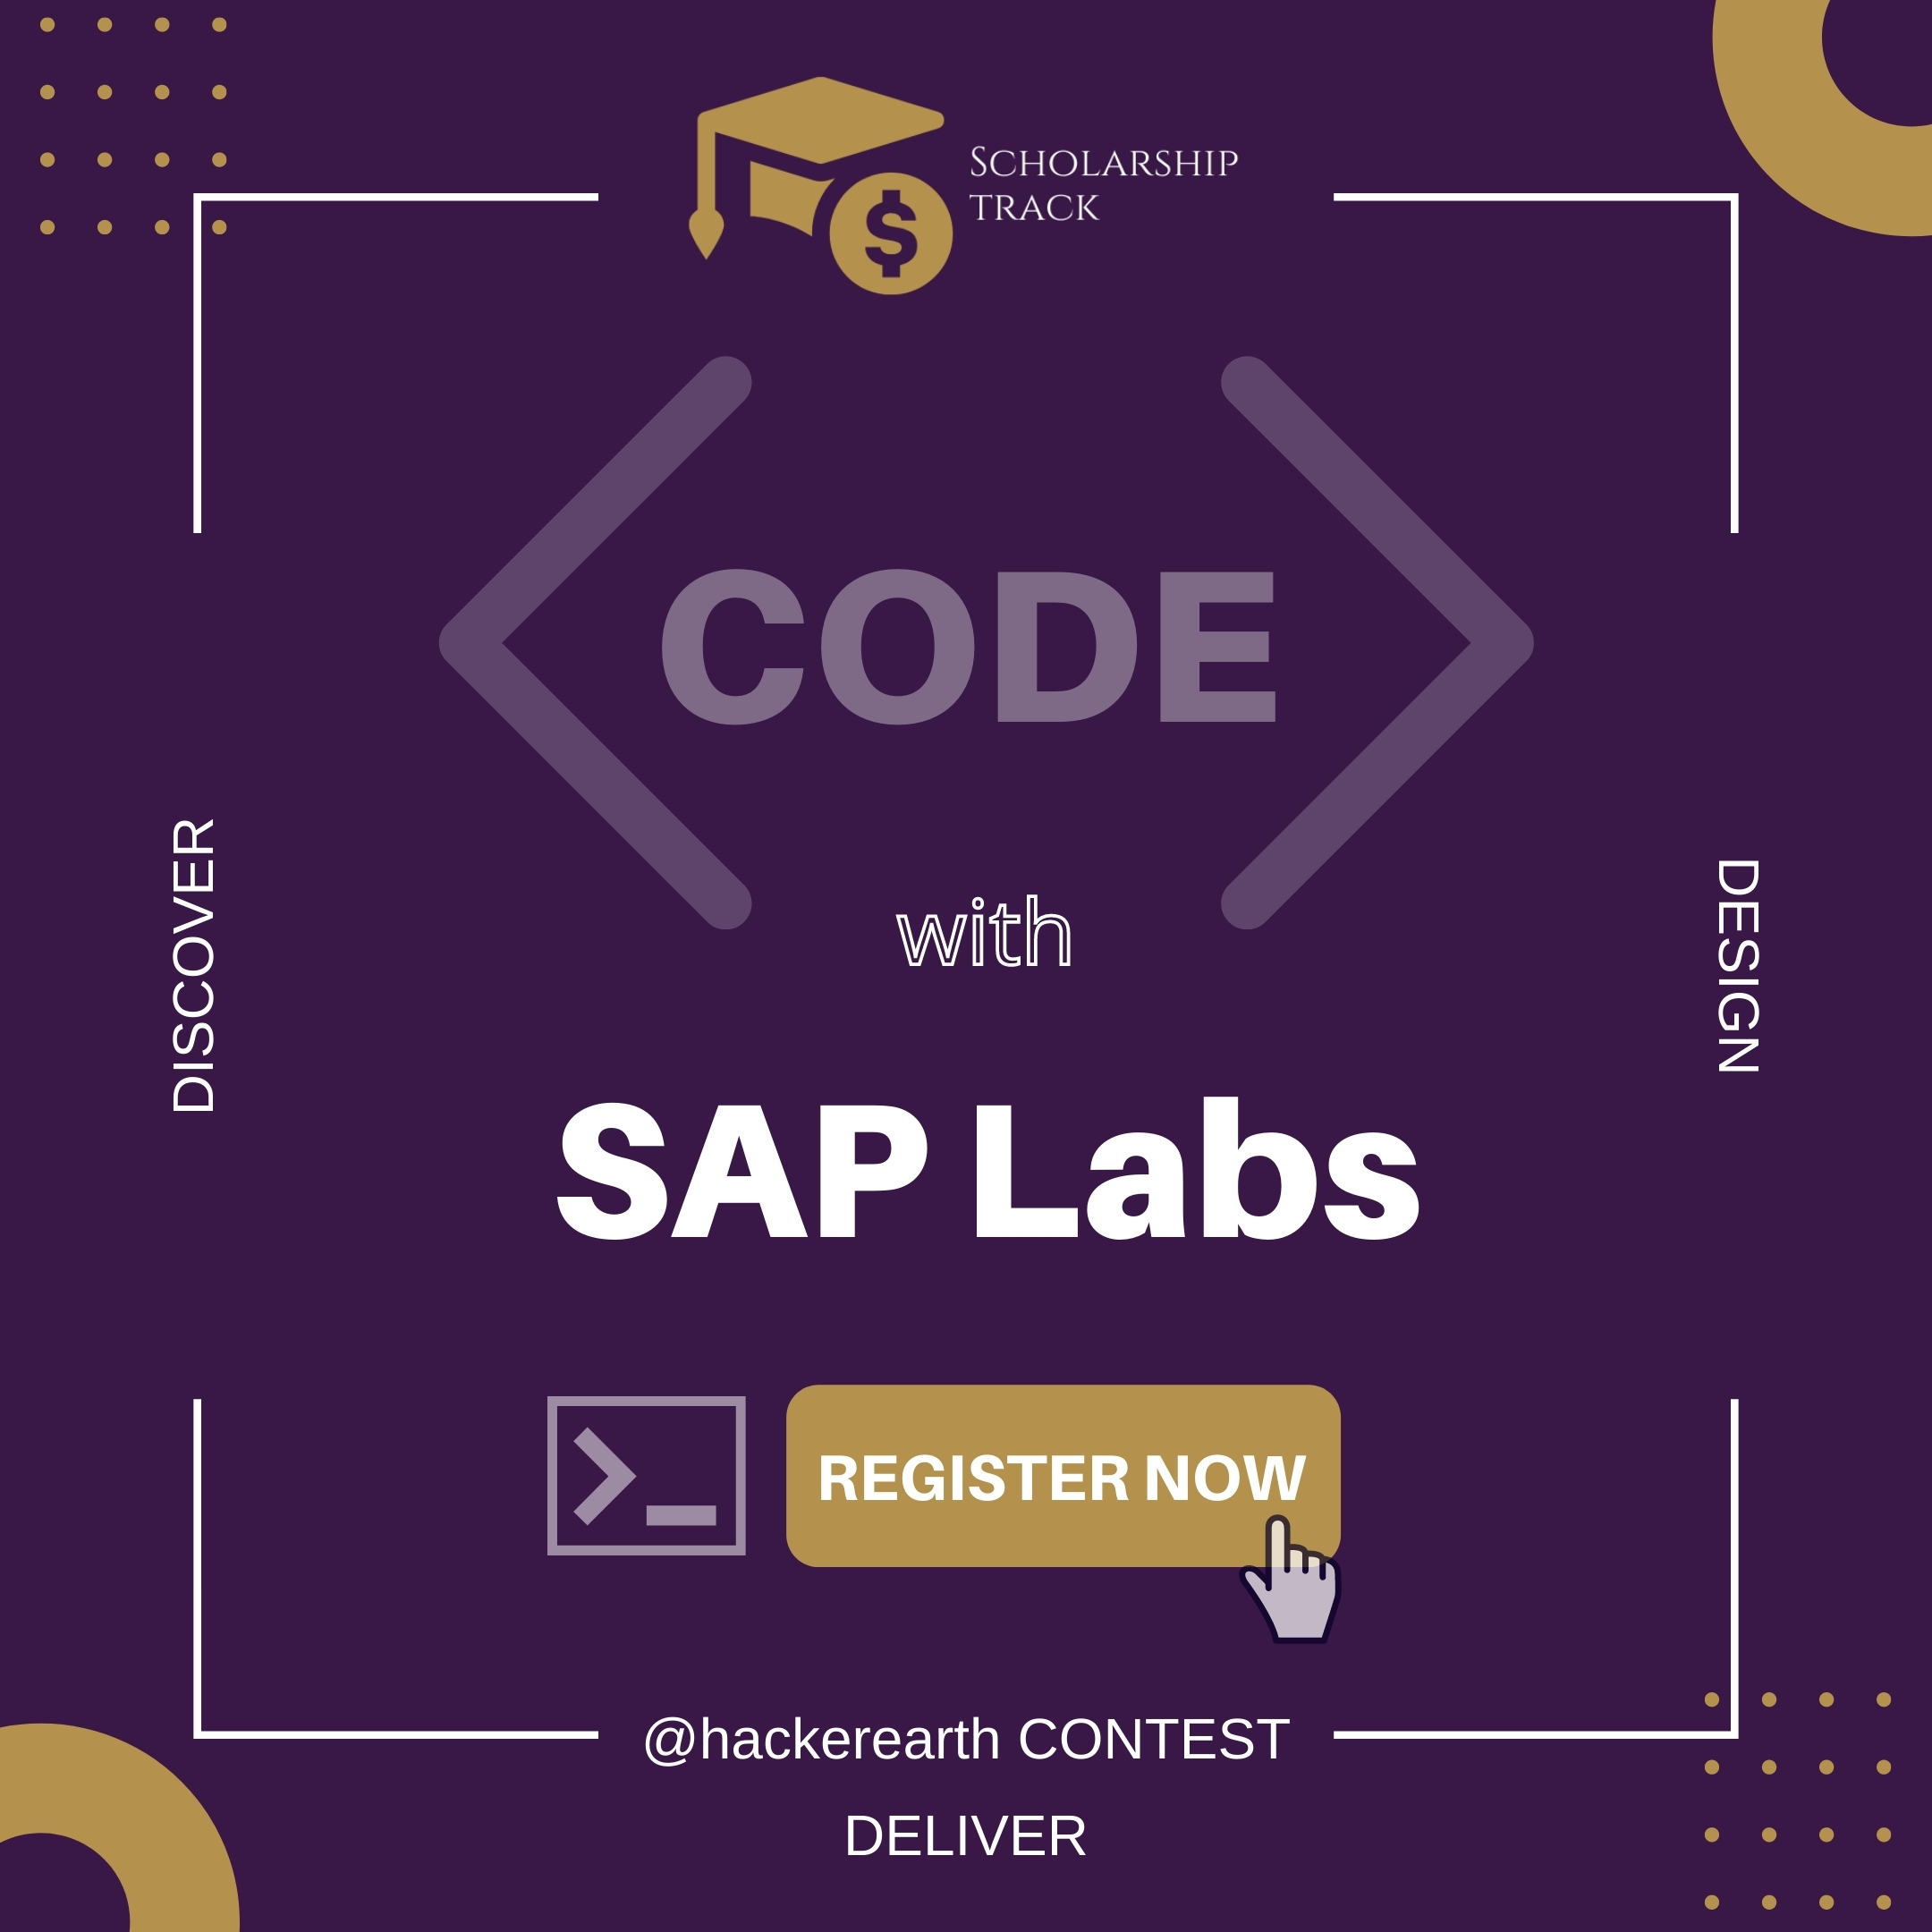 SCHOLARSHIP
TRACK
CODE
with
DISCOVER
DESIGN
SAP Labs
>_
REGISTER NOW
@hackerearth CONTEST
DELIVER